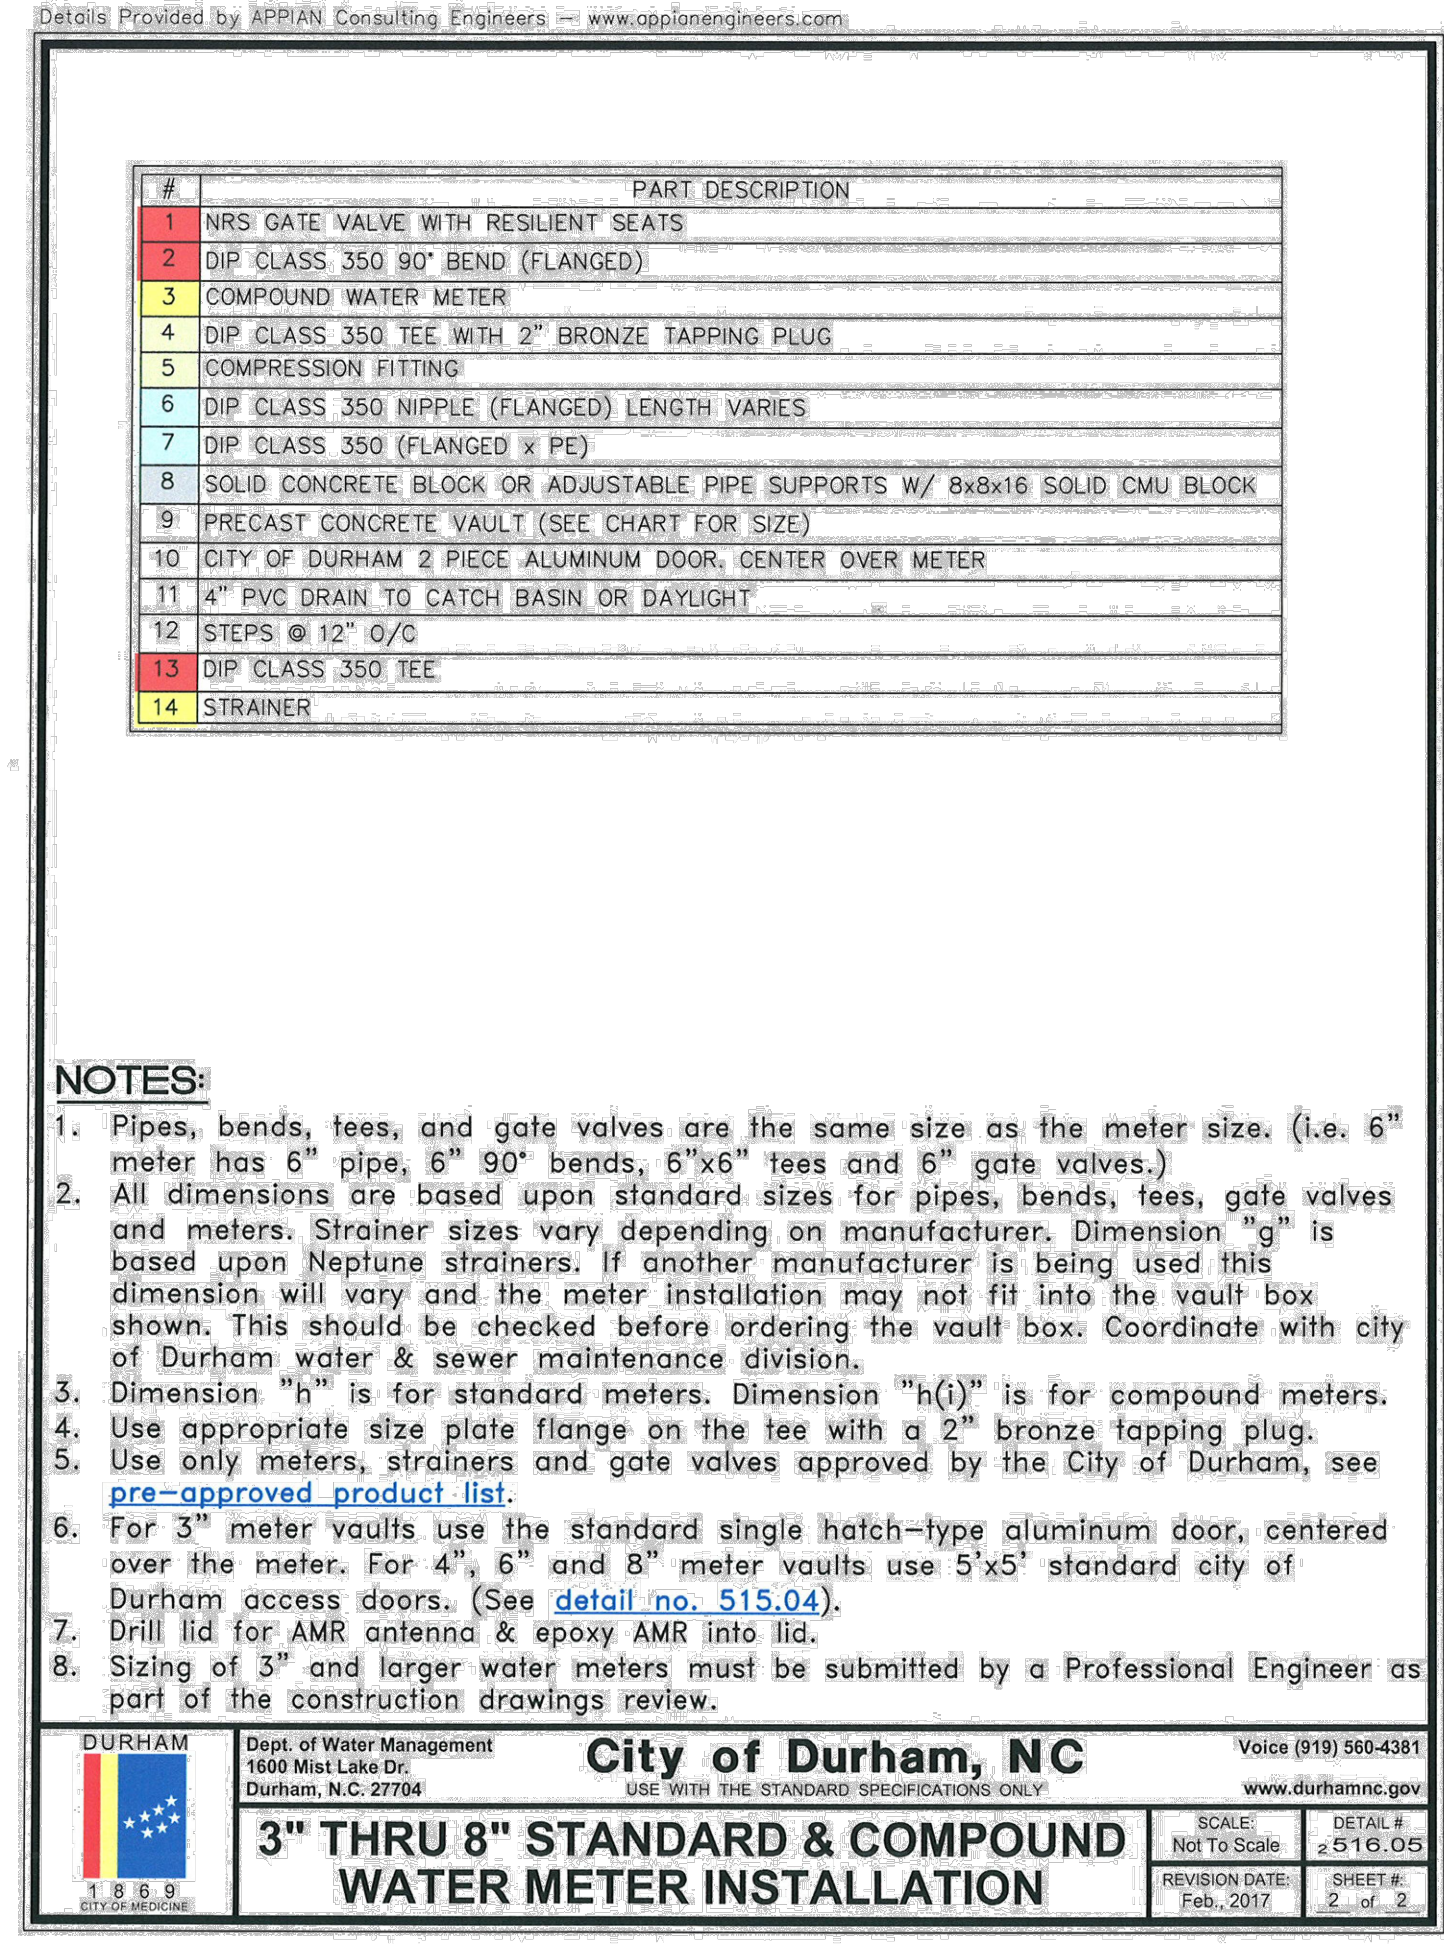 Details Provided by APPIAN Consulting Engineers – www.appianengineers.com
# PART DESCRIPTION
1 NRS GATE VALVE WITH RESILIENT SEATS
2 DIP CLASS 350 90° BEND (FLANGED)
3 COMPOUND WATER METER
4 DIP CLASS 350 TEE WITH 2" BRONZE TAPPING PLUG
5 COMPRESSION FITTING
6 DIP CLASS 350 NIPPLE (FLANGED) LENGTH VARIES
7 DIP CLASS 350 (FLANGED x PE)
8 SOLID CONCRETE BLOCK OR ADJUSTABLE PIPE SUPPORTS W/ 8x8x16 SOLID CMU BLOCK
9 PRECAST CONCRETE VAULT (SEE CHART FOR SIZE)
10 CITY OF DURHAM 2 PIECE ALUMINUM DOOR, CENTER OVER METER
11 4" PVC DRAIN TO CATCH BASIN OR DAYLIGHT
12 STEPS @ 12" O/C
13 DIP CLASS 350 TEE
14 STRAINER
NOTES:
1. Pipes, bends, tees, and gate valves are the same size as the meter size. (i.e. 6"
meter has 6" pipe, 6" 90° bends, 6"x6" tees and 6" gate valves.)
2. All dimensions are based upon standard sizes for pipes, bends, tees, gate valves
and meters. Strainer sizes vary depending on manufacturer. Dimension "g" is
based upon Neptune strainers. If another manufacturer is being used this
dimension will vary and the meter installation may not fit into the vault box
shown. This should be checked before ordering the vault box. Coordinate with city
of Durham water & sewer maintenance division.
3. Dimension "h" is for standard meters. Dimension "h(i)" is for compound meters.
4. Use appropriate size plate flange on the tee with a 2" bronze tapping plug.
5. Use only meters, strainers and gate valves approved by the City of Durham, see
pre–approved product list.
6. For 3" meter vaults use the standard single hatch–type aluminum door, centered
over the meter. For 4", 6" and 8" meter vaults use 5'x5' standard city of
Durham access doors. (See detail no. 515.04).
7. Drill lid for AMR antenna & epoxy AMR into lid.
8. Sizing of 3" and larger water meters must be submitted by a Professional Engineer as
part of the construction drawings review.
DURHAM
1869
CITY OF MEDICINE
Dept. of Water Management
1600 Mist Lake Dr.
Durham, N.C. 27704
City of Durham, NC
USE WITH THE STANDARD SPECIFICATIONS ONLY
Voice (919) 560-4381
www.durhamnc.gov
3" THRU 8" STANDARD & COMPOUND
WATER METER INSTALLATION
SCALE:
Not To Scale
DETAIL #
2 516.05
REVISION DATE:
Feb., 2017
SHEET #:
2 of 2